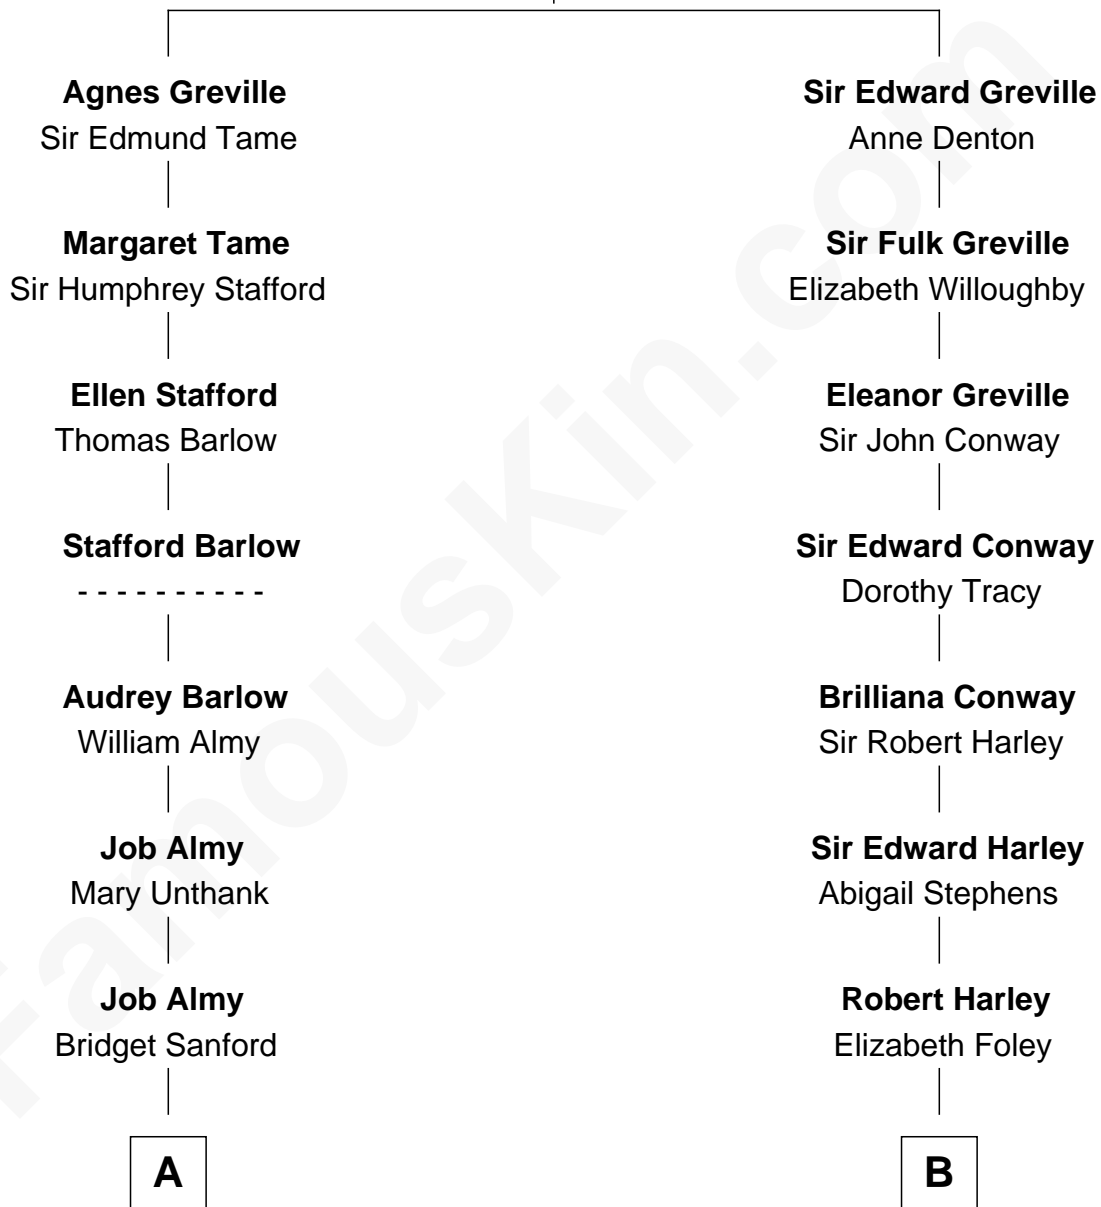 Agnes Greville
Sir Edmund Tame
Margaret Tame
Sir Humphrey Stafford
Ellen Stafford
Thomas Barlow
Stafford Barlow
- - - - - - - - - -
Audrey Barlow
William Almy
Job Almy
Mary Unthank
Job Almy
Bridget Sanford
A
Sir Edward Greville
Anne Denton
Sir Fulk Greville
Elizabeth Willoughby
Eleanor Greville
Sir John Conway
Sir Edward Conway
Dorothy Tracy
Brilliana Conway
Sir Robert Harley
Sir Edward Harley
Abigail Stephens
Robert Harley
Elizabeth Foley
B
FamousKin.com